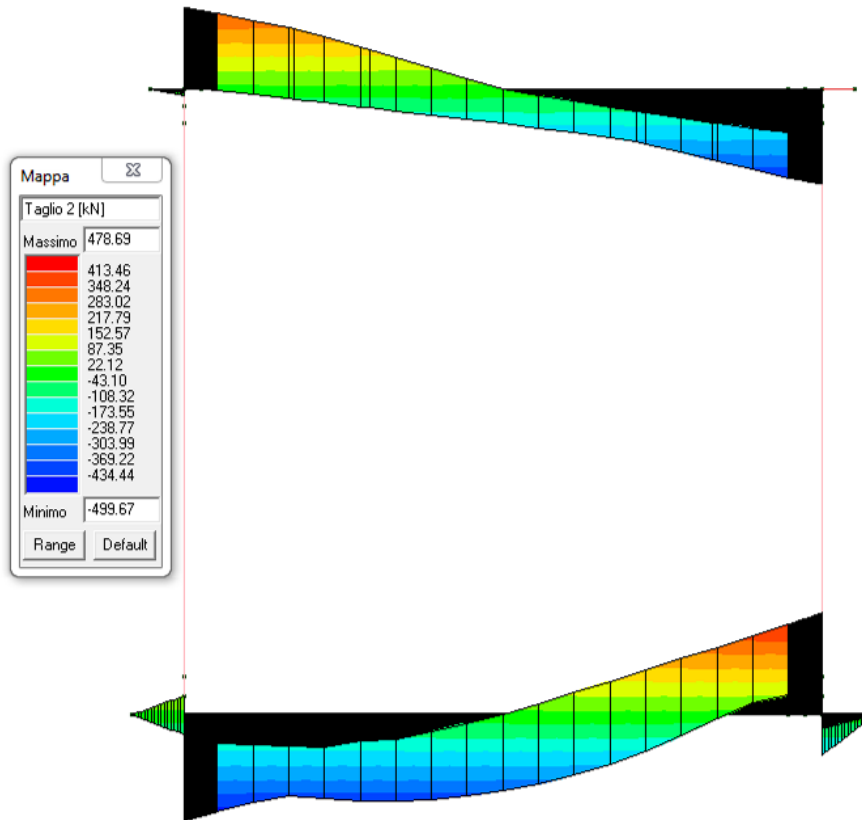 Mappa
Taglio 2 [kN]
Massimo 478.69
413.46
348.24
283.02
217.79
152.57
87.35
22.12
-43.10
-108.32
-173.55
-238.77
-303.99
-369.22
-434.44
Minimo -499.67
Range Default